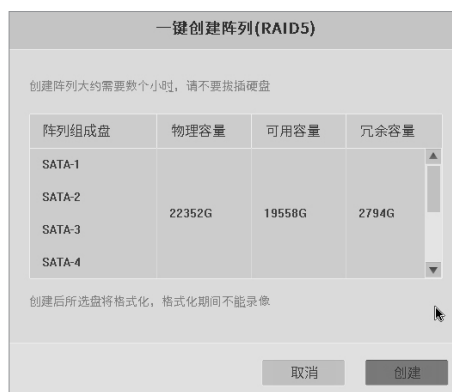 一键创建阵列(RAID5)
创建阵列大约需要数个小时，请不要拔插硬盘
阵列组成盘 物理容量 可用容量 冗余容量
SATA-1
SATA-2
22352G 19558G 2794G
SATA-3
SATA-4
创建后所选盘将格式化，格式化期间不能录像
取消 创建